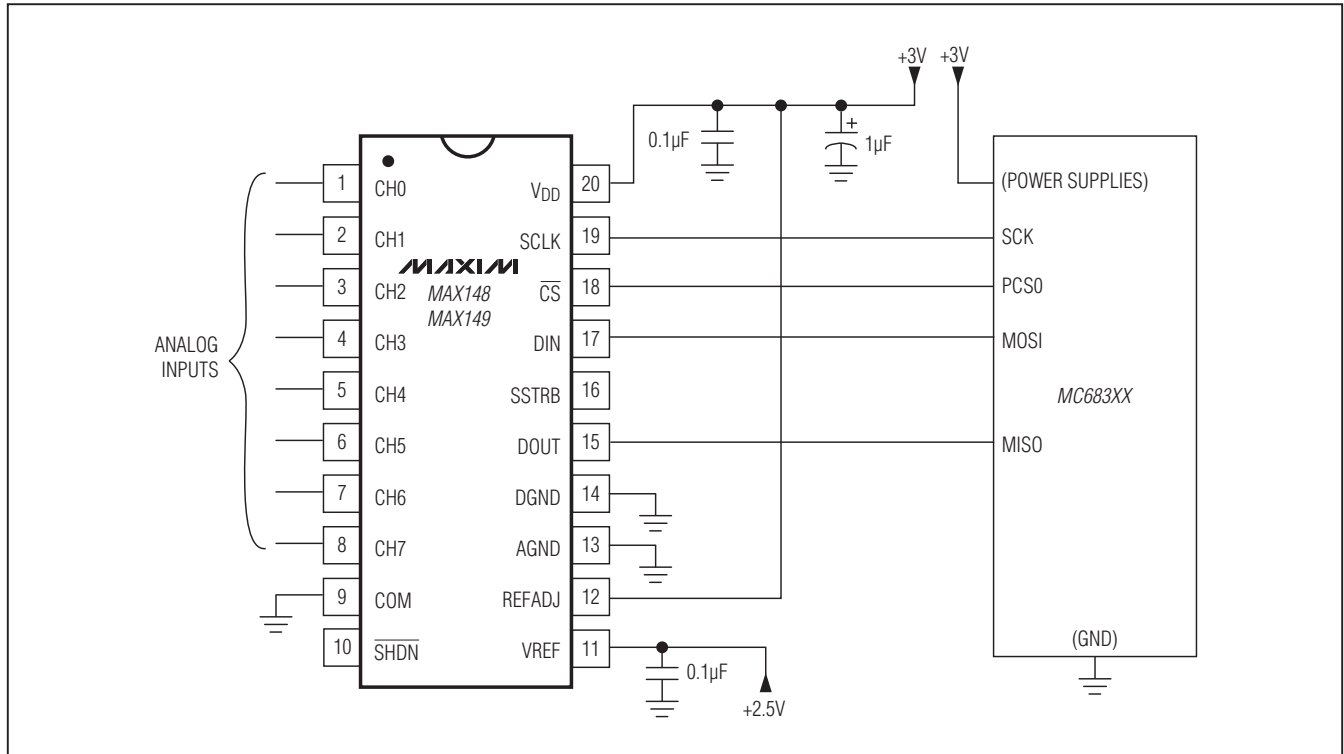 +3V +3V
0.1µF
+
1µF
ANALOG
INPUTS
1 CH0
2 CH1
3 CH2
4 CH3
5 CH4
6 CH5
7 CH6
8 CH7
9 COM
10 SHDN
MAXIM
MAX148
MAX149
VDD 20
SCLK 19
CS 18
DIN 17
SSTRB 16
DOUT 15
DGND 14
AGND 13
REFADJ 12
VREF 11
0.1µF
+2.5V
(POWER SUPPLIES)
SCK
PCS0
MOSI
MC683XX
MISO
(GND)